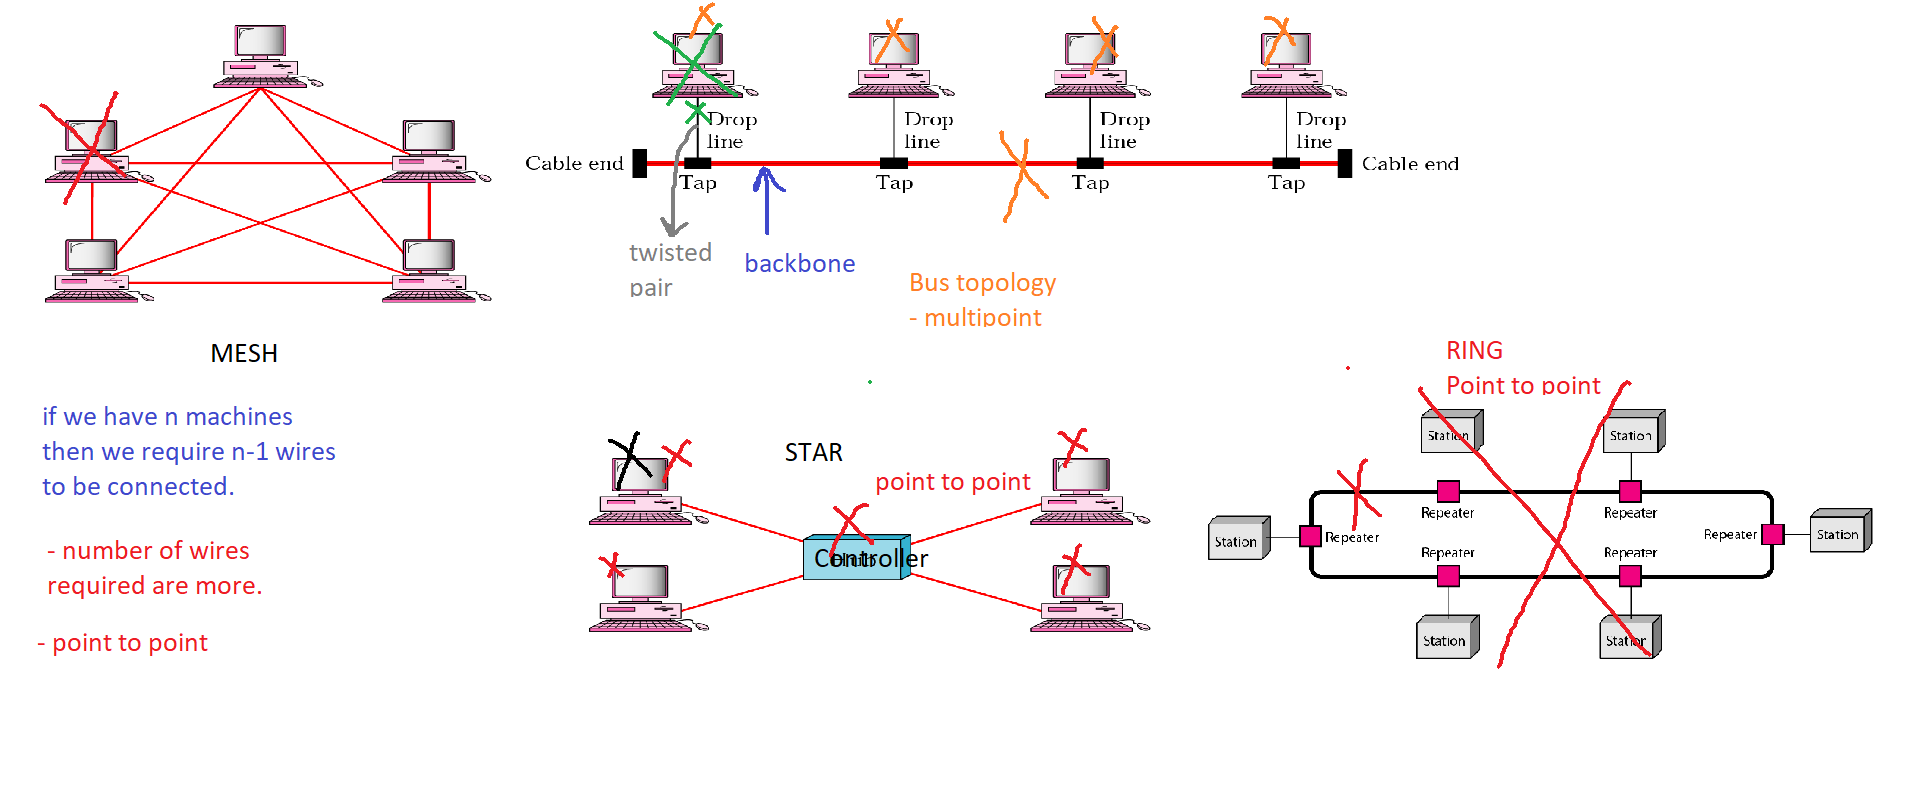 MESH
if we have n machines
then we require n-1 wires
to be connected.
- number of wires
required are more.
- point to point
Drop
line
Drop
line
Drop
line
Drop
line
Cable end
Cable end
Tap
Tap
Tap
Tap
twisted
pair
backbone
Bus topology
- multipoint
STAR
point to point
Controller
RING
Point to point
Station
Station
Repeater
Repeater
Station
Repeater
Repeater
Station
Repeater
Repeater
Station
Station